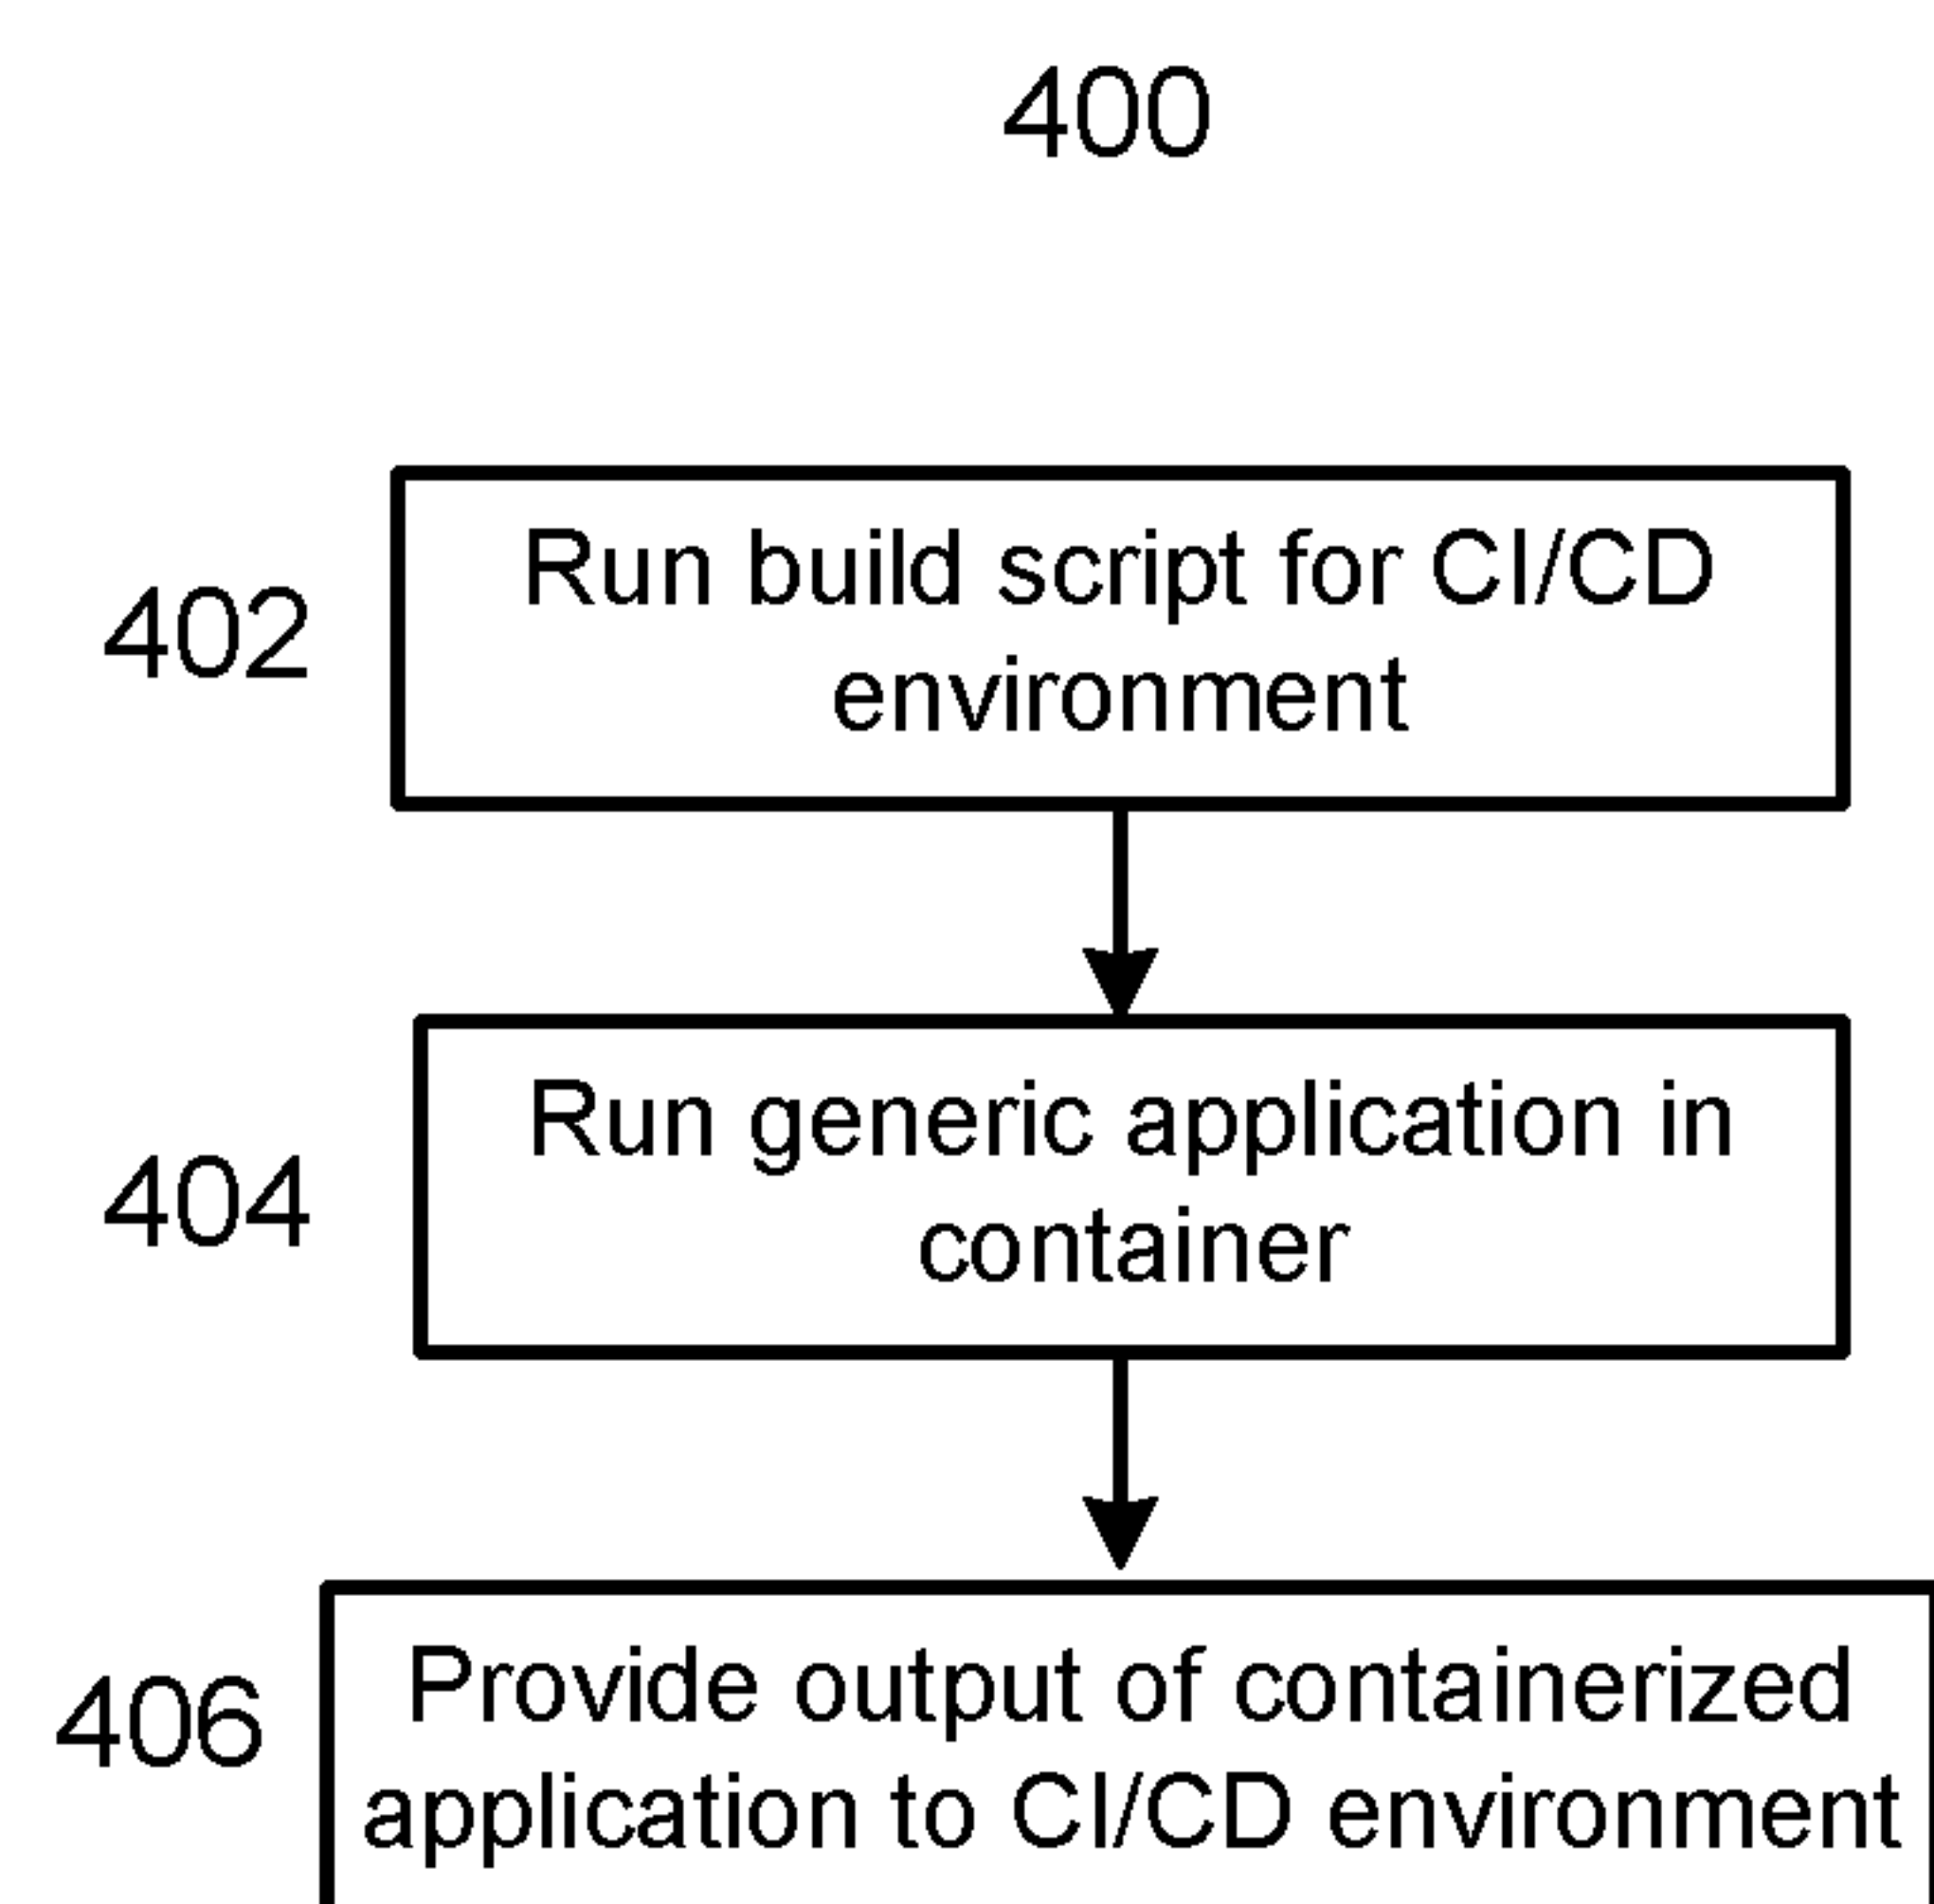 400
402
Run build script for CI/CD
environment
404
Run generic application in
container
406
Provide output of containerized
application to CI/CD environment